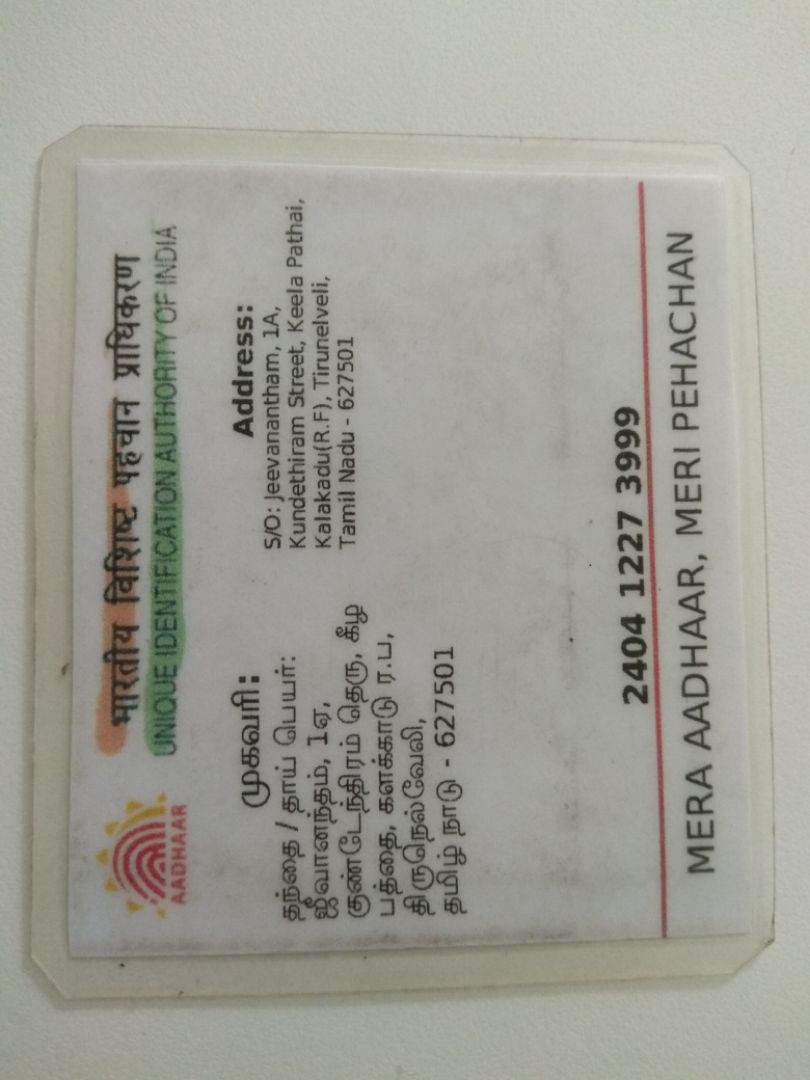 भारतीय विशिष्ट पहचान प्राधिकरण
UNIQUE IDENTIFICATION AUTHORITY OF INDIA
AADHAAR
முகவரி:
தந்தை / தாய் பெயர்:
ஜீவானந்தம், 1ஏ,
குண்டேந்திரம் தெரு, கீழ
பத்தை, களக்காடு ர.ப,
திருநெல்வேலி,
தமிழ் நாடு - 627501
Address:
S/O: Jeevanantham, 1A,
Kundethiram Street, Keela Pathai,
Kalakadu(R.F), Tirunelveli,
Tamil Nadu - 627501
2404 1227 3999
MERA AADHAAR, MERI PEHACHAN